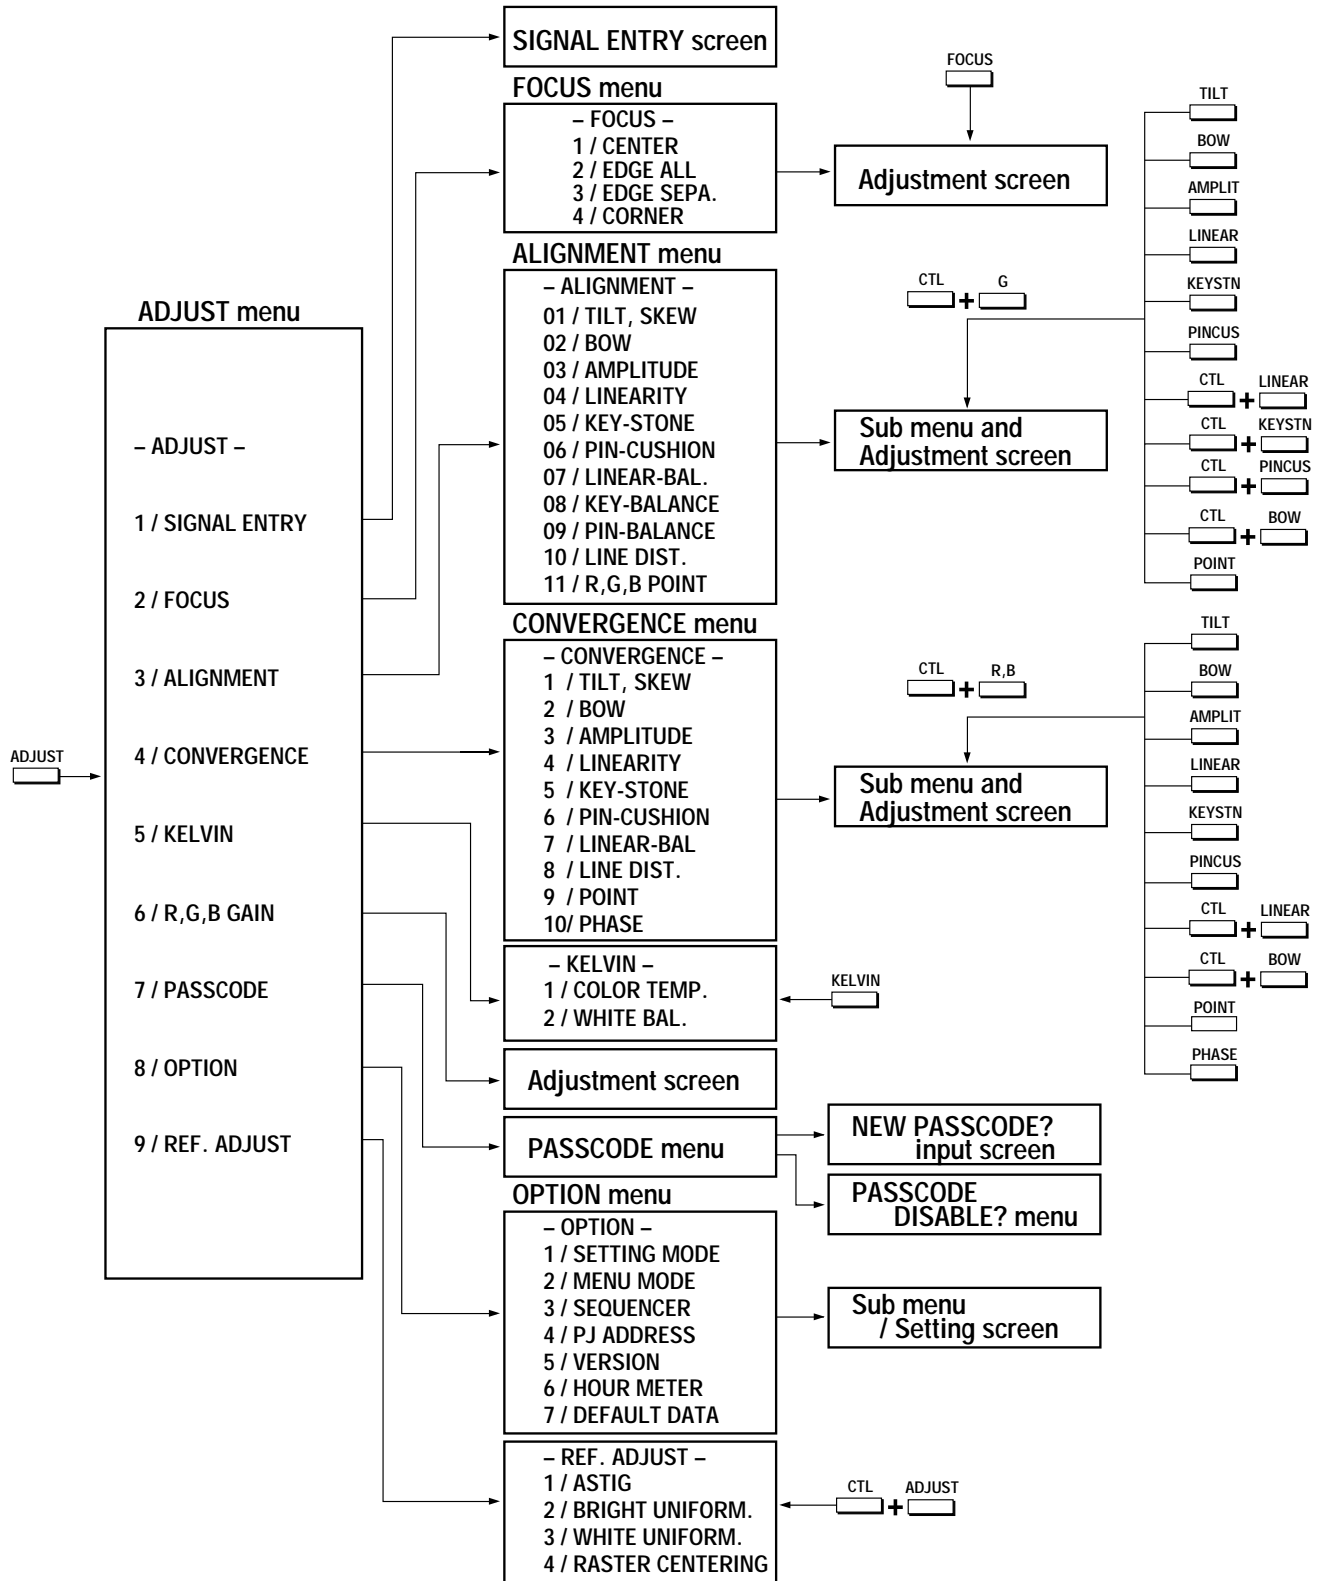 ADJUST
ADJUST menu
– ADJUST –
1 / SIGNAL ENTRY
2 / FOCUS
3 / ALIGNMENT
4 / CONVERGENCE
5 / KELVIN
6 / R,G,B GAIN
7 / PASSCODE
8 / OPTION
9 / REF. ADJUST
SIGNAL ENTRY screen
FOCUS menu
– FOCUS –
1 / CENTER
2 / EDGE ALL
3 / EDGE SEPA.
4 / CORNER
FOCUS
Adjustment screen
ALIGNMENT menu
– ALIGNMENT –
01 / TILT, SKEW
02 / BOW
03 / AMPLITUDE
04 / LINEARITY
05 / KEY-STONE
06 / PIN-CUSHION
07 / LINEAR-BAL.
08 / KEY-BALANCE
09 / PIN-BALANCE
10 / LINE DIST.
11 / R,G,B POINT
CTL + G
Sub menu and
Adjustment screen
TILT
BOW
AMPLIT
LINEAR
KEYSTN
PINCUS
CTL + LINEAR
CTL + KEYSTN
CTL + PINCUS
CTL + BOW
POINT
CONVERGENCE menu
– CONVERGENCE –
1 / TILT, SKEW
2 / BOW
3 / AMPLITUDE
4 / LINEARITY
5 / KEY-STONE
6 / PIN-CUSHION
7 / LINEAR-BAL
8 / LINE DIST.
9 / POINT
10/ PHASE
CTL + R,B
Sub menu and
Adjustment screen
TILT
BOW
AMPLIT
LINEAR
KEYSTN
PINCUS
CTL + LINEAR
CTL + BOW
POINT
PHASE
– KELVIN –
1 / COLOR TEMP.
2 / WHITE BAL.
KELVIN
Adjustment screen
PASSCODE menu
NEW PASSCODE?
input screen
PASSCODE
DISABLE? menu
OPTION menu
– OPTION –
1 / SETTING MODE
2 / MENU MODE
3 / SEQUENCER
4 / PJ ADDRESS
5 / VERSION
6 / HOUR METER
7 / DEFAULT DATA
Sub menu
/ Setting screen
– REF. ADJUST –
1 / ASTIG
2 / BRIGHT UNIFORM.
3 / WHITE UNIFORM.
4 / RASTER CENTERING
CTL + ADJUST